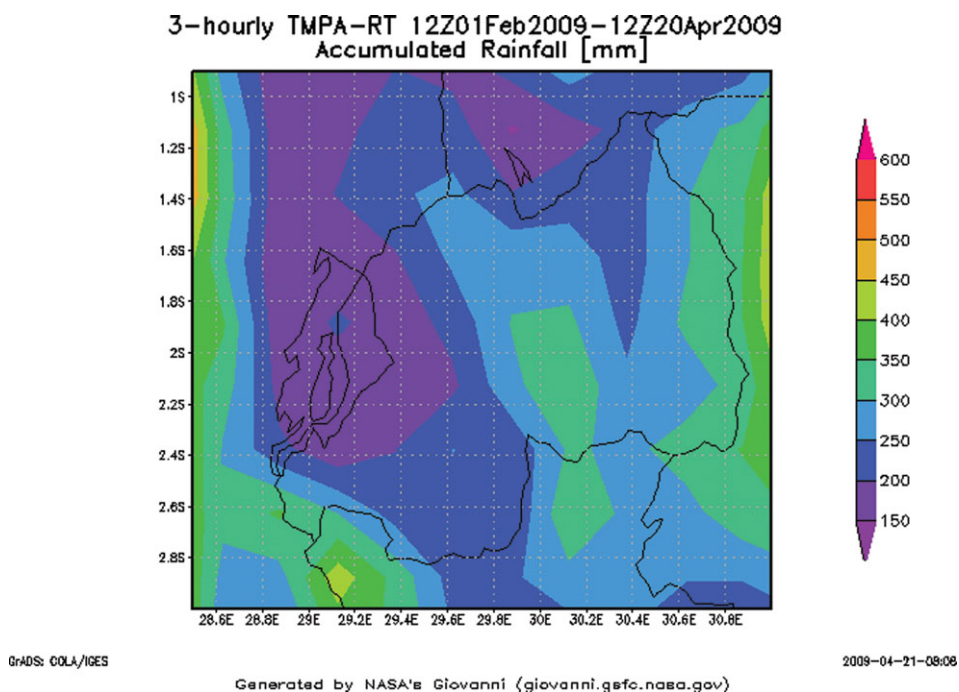 3-hourly TMPA-RT 12Z01Feb2009-12Z20Apr2009
Accumulated Rainfall [mm]
1S
1.2S
1.4S
1.6S
1.8S
2S
2.2S
2.4S
2.6S
2.8S
28.6E 28.8E 29E 29.2E 29.4E 29.6E 29.8E 30E 30.2E 30.4E 30.6E 30.8E
600
550
500
450
400
350
300
250
200
150
GrADS: COLA/IGES 2009-04-21-08:08
Generated by NASA's Giovanni (giovanni.gsfc.nasa.gov)